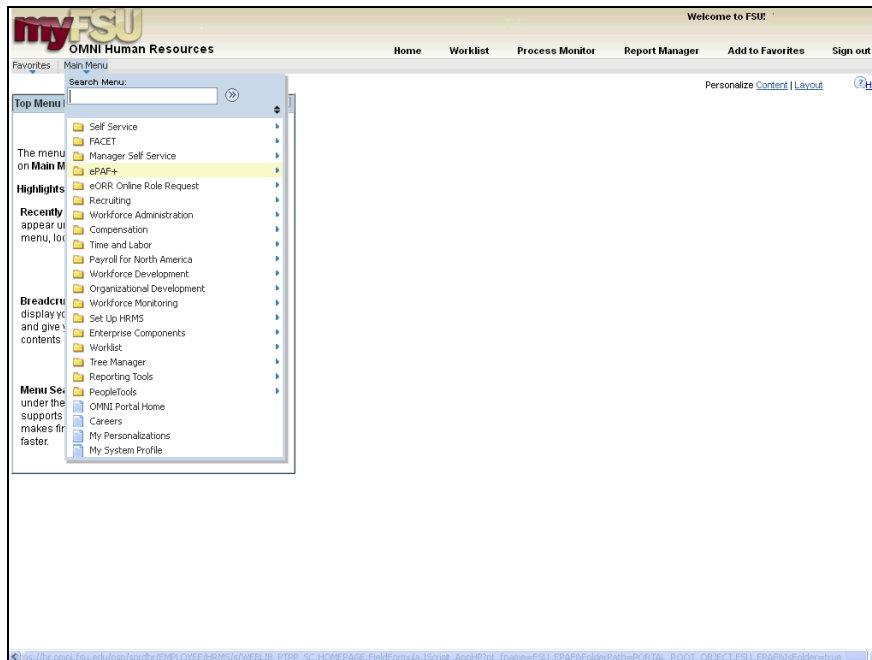 myFSU
Welcome to FSU!
OMNI Human Resources
Home Worklist Process Monitor Report Manager Add to Favorites Sign out
Favorites Main Menu
Personalize Content | Layout
Search Menu:
Top Menu
Self Service
FACET
The menu
Manager Self Service
on Main M
ePAF+
Highlights
eORR Online Role Request
Recruiting
Recently
Workforce Administration
appear u
Compensation
menu, loc
Time and Labor
Payroll for North America
Workforce Development
Organizational Development
Breadcru
Workforce Monitoring
display yo
Set Up HRMS
and give y
Enterprise Components
contents
Worklist
Tree Manager
Reporting Tools
Menu Sea
PeopleTools
under the
OMNI Portal Home
supports
Careers
makes fin
My Personalizations
faster.
My System Profile